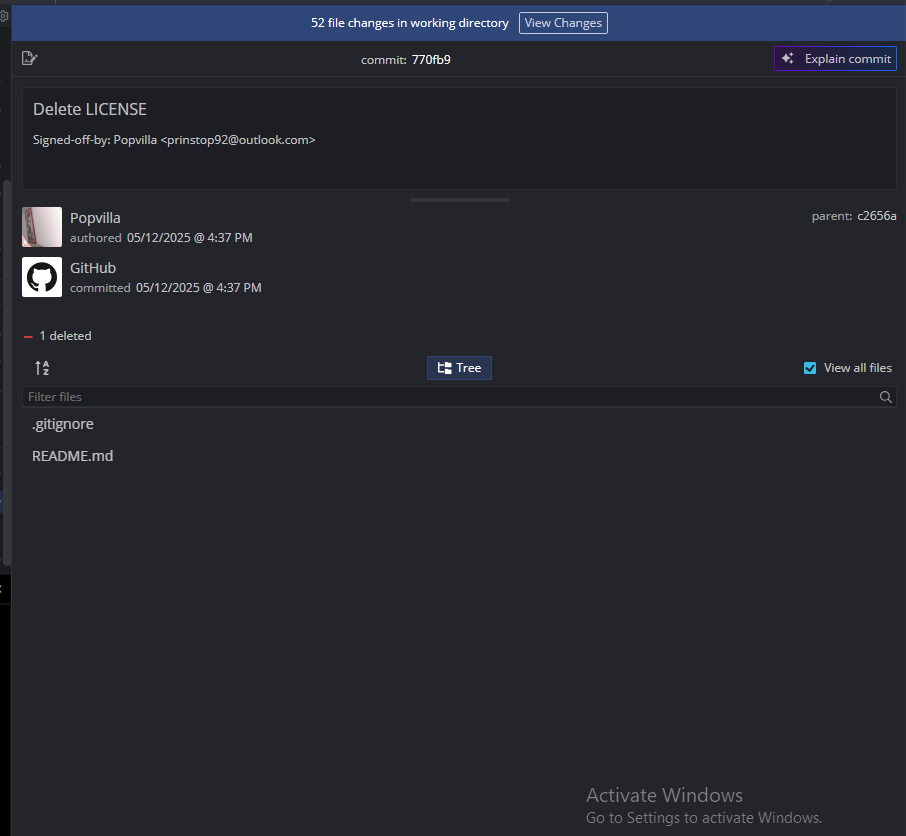 52 file changes in working directory View Changes
commit: 770fb9 Explain commit
Delete LICENSE
Signed-off-by: Popvilla <prinstop92@outlook.com>
Popvilla parent: c2656a
authored 05/12/2025 @ 4:37 PM
GitHub
committed 05/12/2025 @ 4:37 PM
1 deleted
A Z Tree View all files
Filter files
.gitignore
README.md
Activate Windows
Go to Settings to activate Windows.